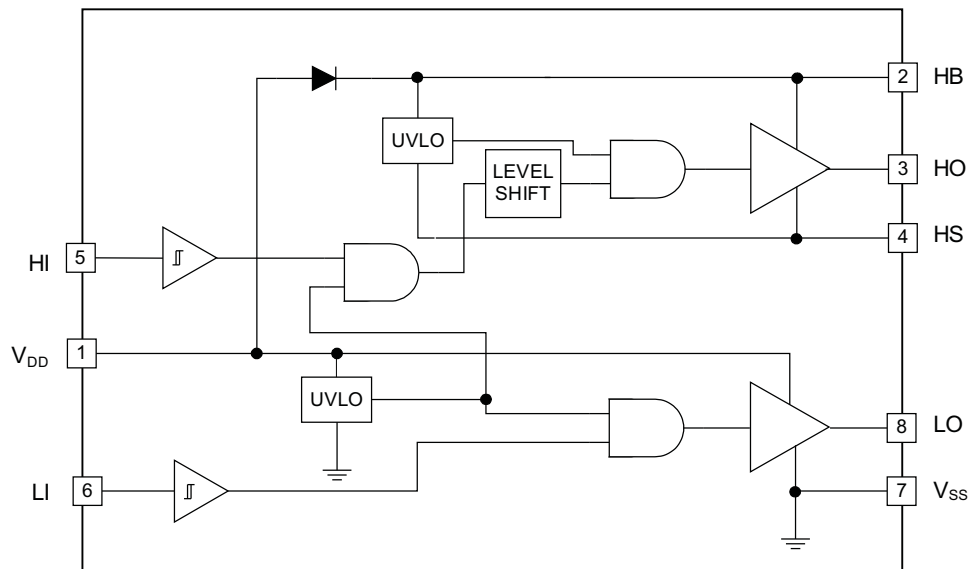 2 HB
UVLO
3 HO
LEVEL
SHIFT
4 HS
HI 5
VDD 1
UVLO
8 LO
LI 6
7 VSS